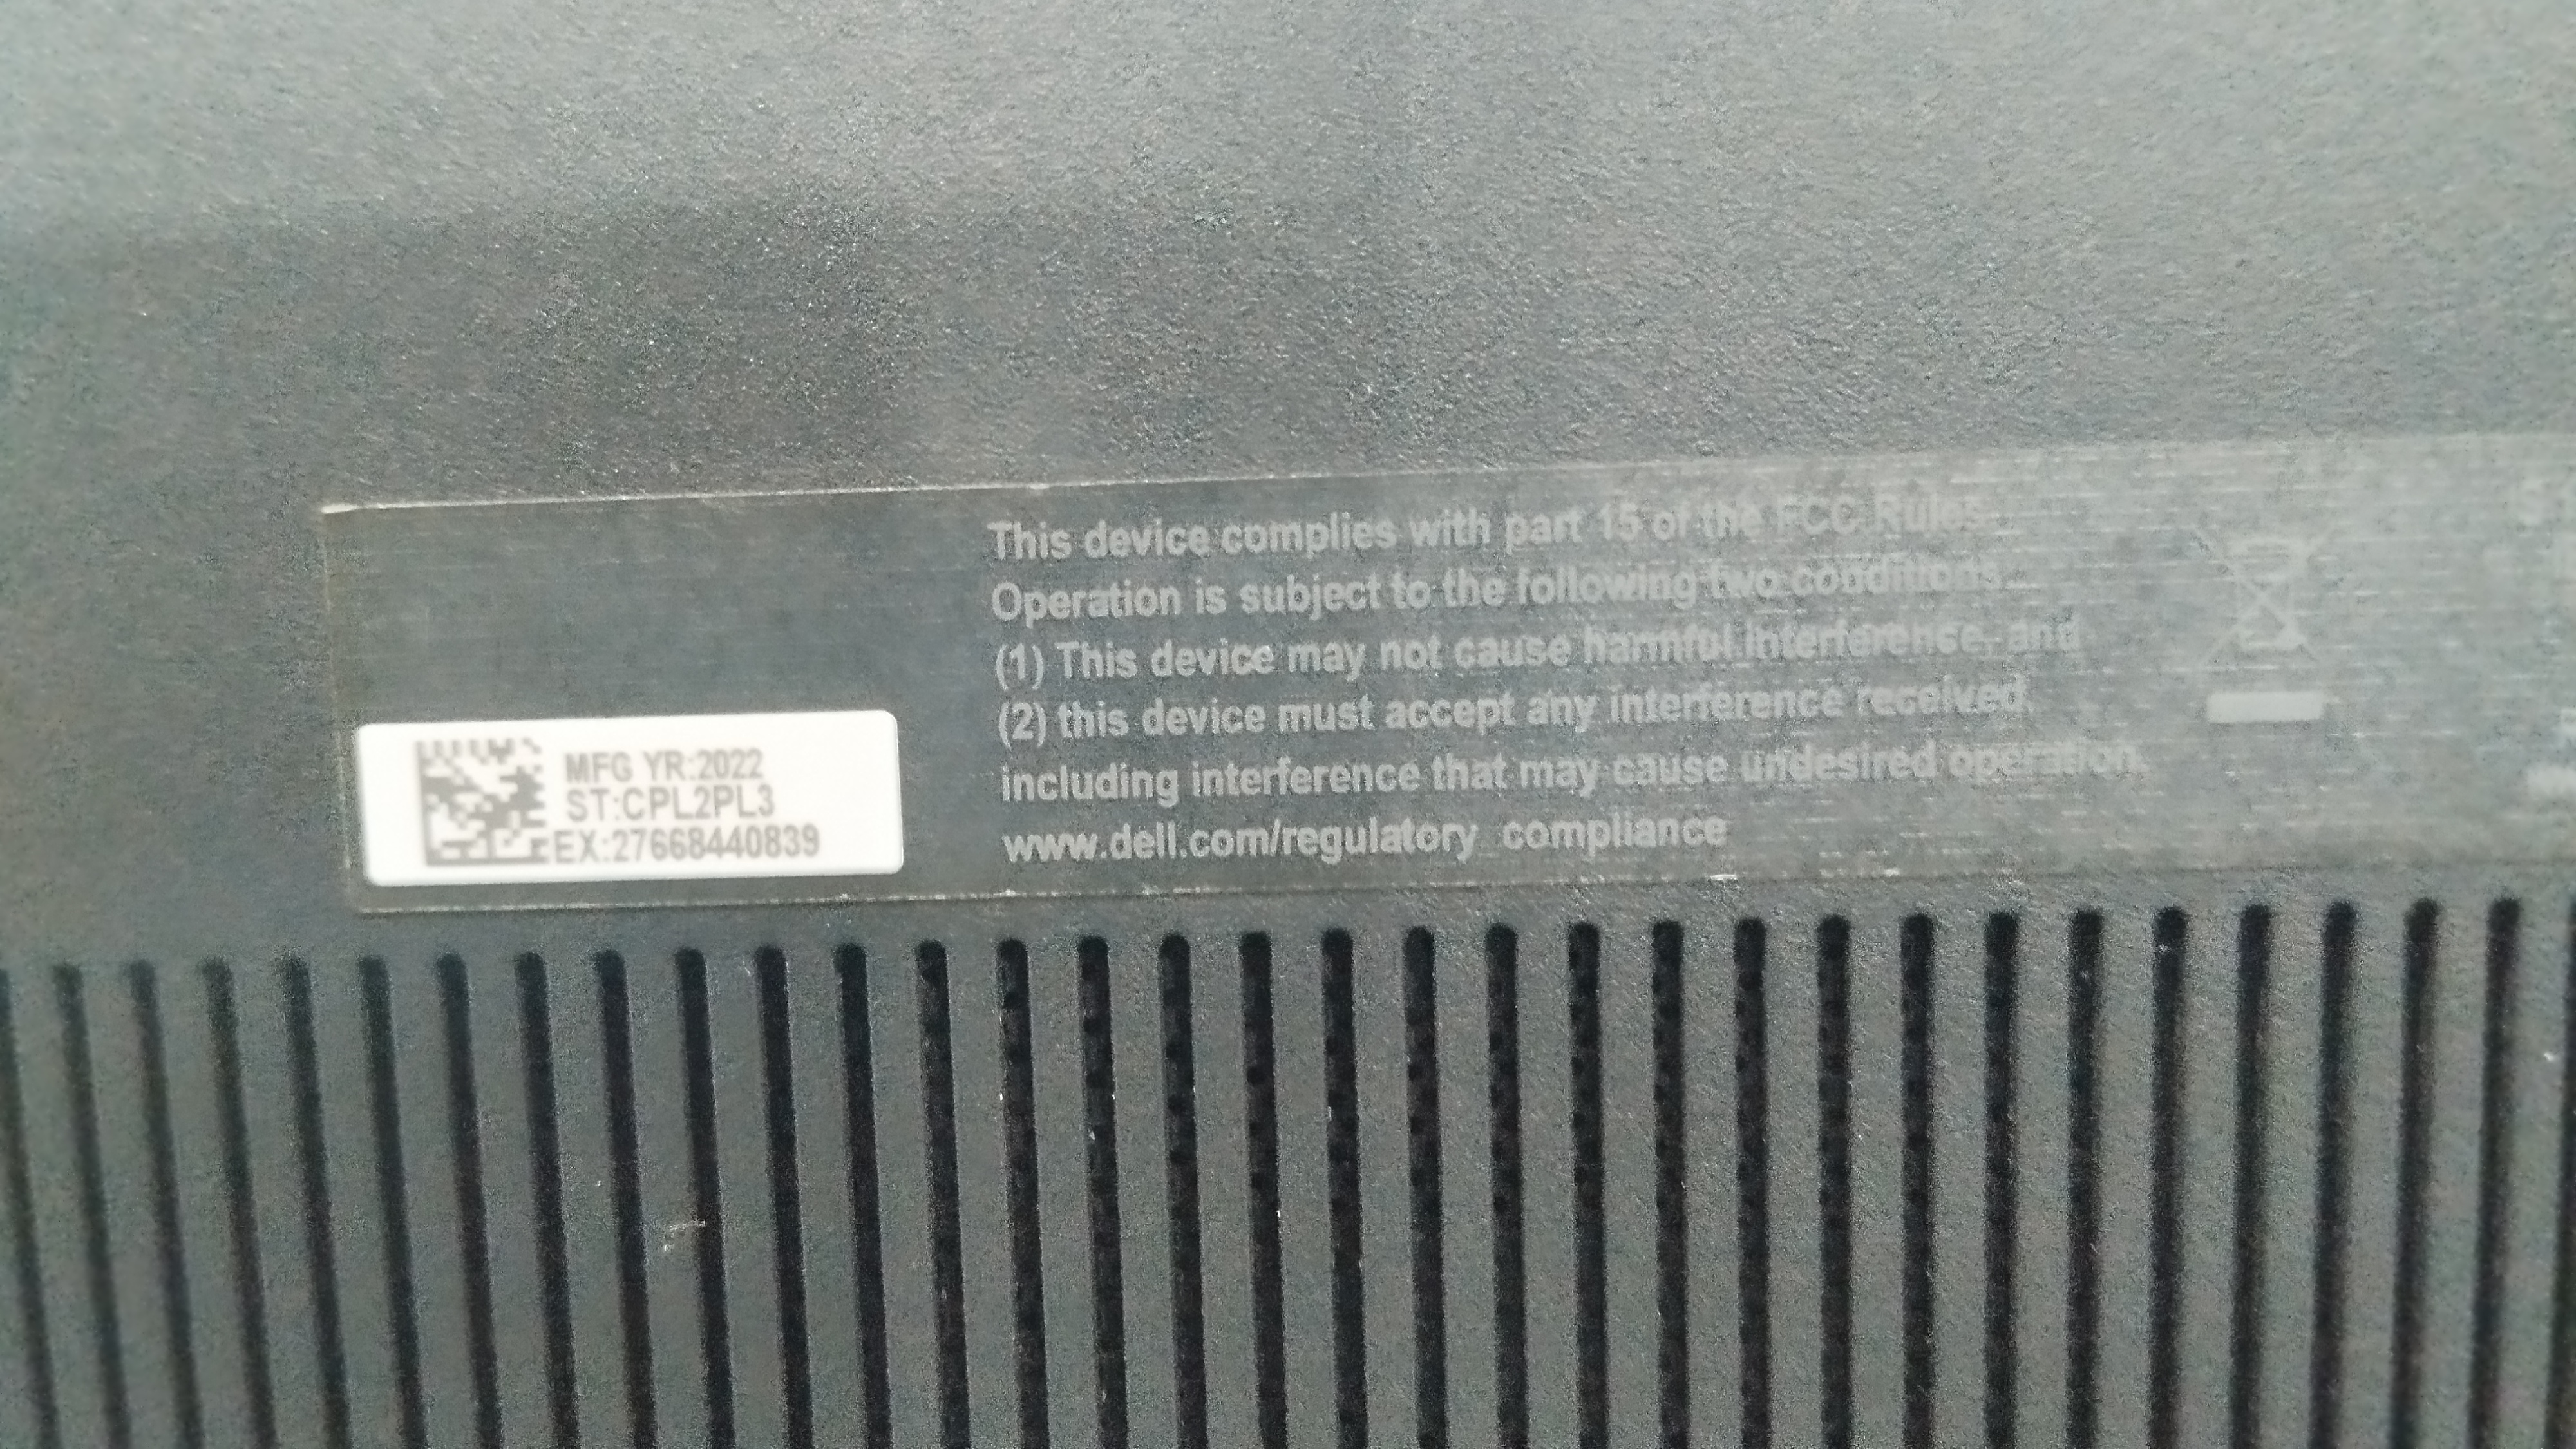 MFG YR:2022
ST:CPL2PL3
EX:27668440839
This device complies with part 15 of the FCC Rules.
Operation is subject to the following two conditions:
(1) This device may not cause harmful interference, and
(2) this device must accept any interference received,
including interference that may cause undesired operation.
www.dell.com/regulatory_compliance